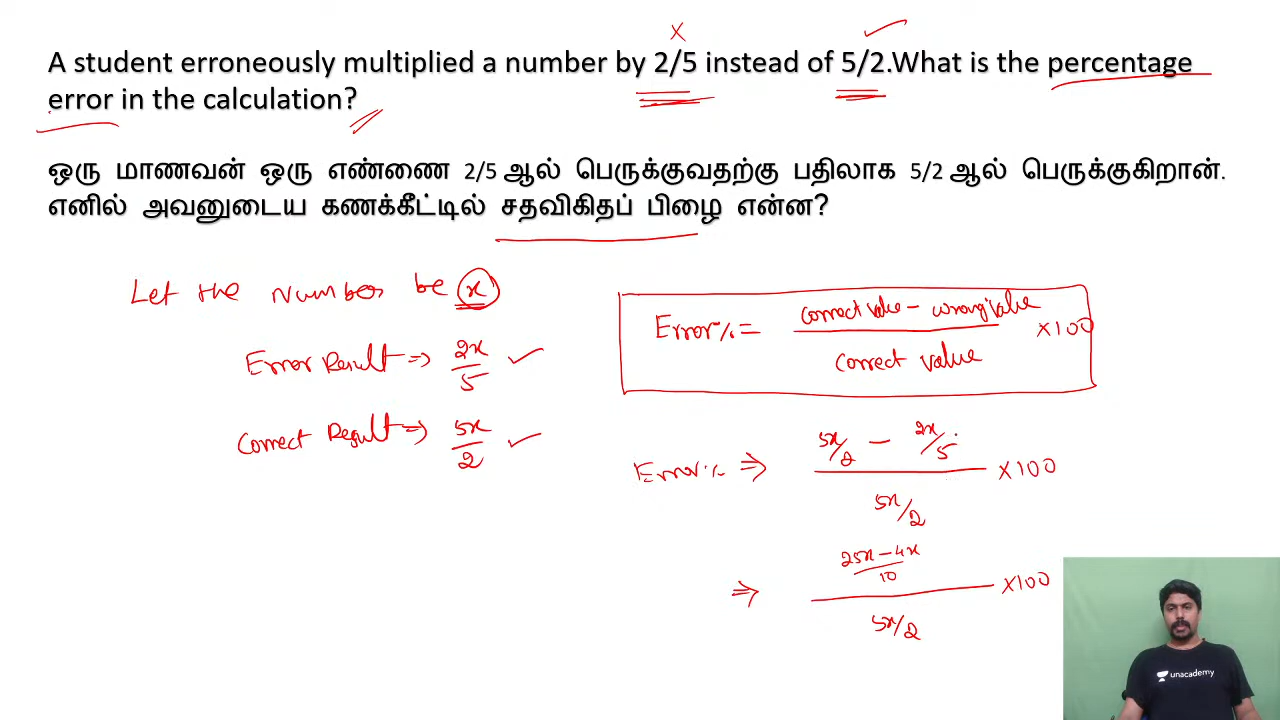 A student erroneously multiplied a number by 2/5 instead of 5/2.What is the percentage
error in the calculation?
ஒரு மாணவன் ஒரு எண்ணை 2/5 ஆல் பெருக்குவதற்கு பதிலாக 5/2 ஆல் பெருக்குகிறான்.
எனில் அவனுடைய கணக்கீட்டில் சதவிகிதப் பிழை என்ன?
Let the Number be x
Error Result => 2x/5
Correct Result => 5x/2
Error% = (correct value - wrong value)/(correct value) x100
Error% => (5x/2 - 2x/5)/(5x/2) x100
=> ((25x-4x)/10)/(5x/2) x100
unacademy